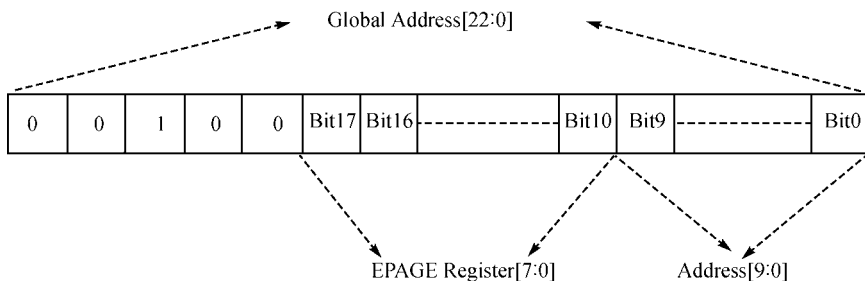 Global Address[22:0]
0 0 1 0 0 Bit17 Bit16 Bit10 Bit9 Bit0
EPAGE Register[7:0] Address[9:0]